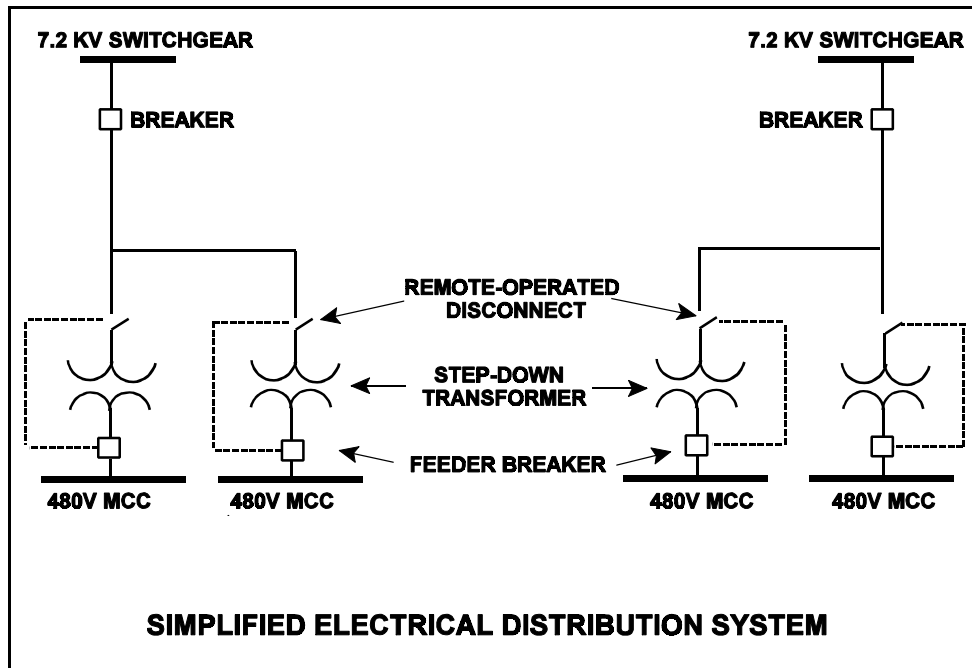 7.2 KV SWITCHGEAR
7.2 KV SWITCHGEAR
BREAKER
BREAKER
REMOTE-OPERATED
DISCONNECT
STEP-DOWN
TRANSFORMER
FEEDER BREAKER
480V MCC
480V MCC
480V MCC
480V MCC
SIMPLIFIED ELECTRICAL DISTRIBUTION SYSTEM